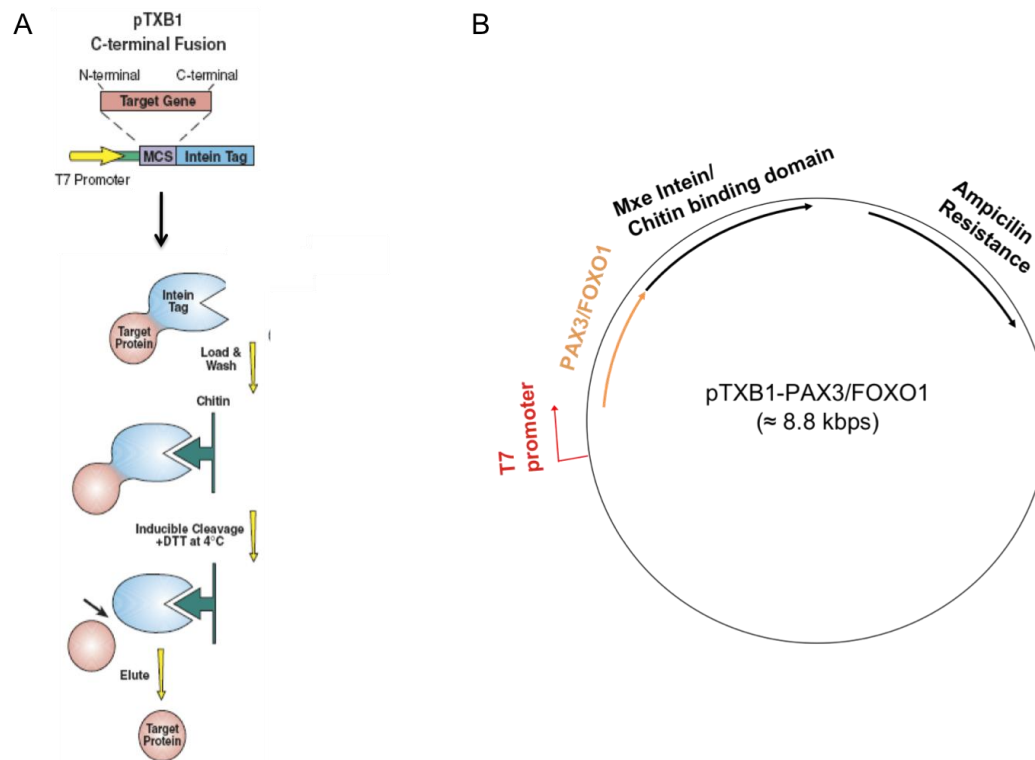 A
pTXB1
C-terminal Fusion
N-terminal C-terminal
Target Gene
MCS Intein Tag
T7 Promoter
Intein
Tag
Target
Protein
Load &
Wash
Chitin
Inducible Cleavage
+DTT at 4°C
Elute
Target
Protein
B
Mxe Intein/
Chitin binding domain
Ampicilin
Resistance
PAX3/FOXO1
T7
promoter
pTXB1-PAX3/FOXO1
(≈ 8.8 kbps)